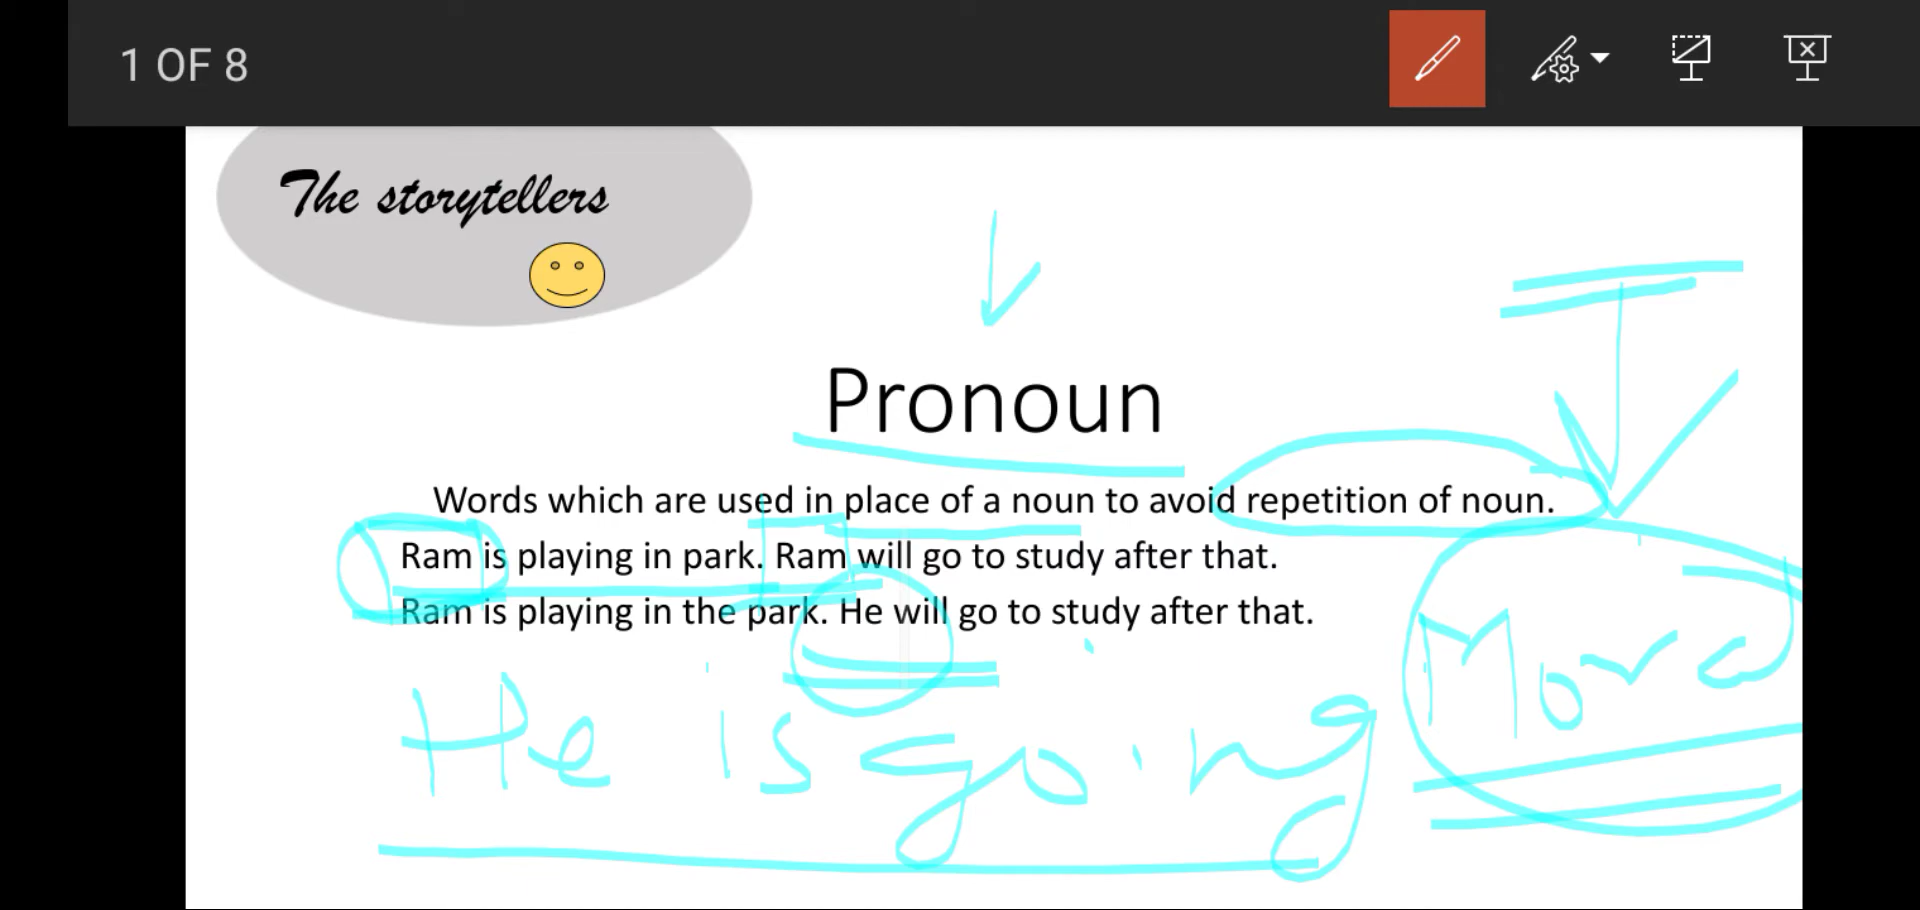 1 OF 8
The storytellers
Pronoun
Words which are used in place of a noun to avoid repetition of noun.
Ram is playing in park. Ram will go to study after that.
Ram is playing in the park. He will go to study after that.
He is going